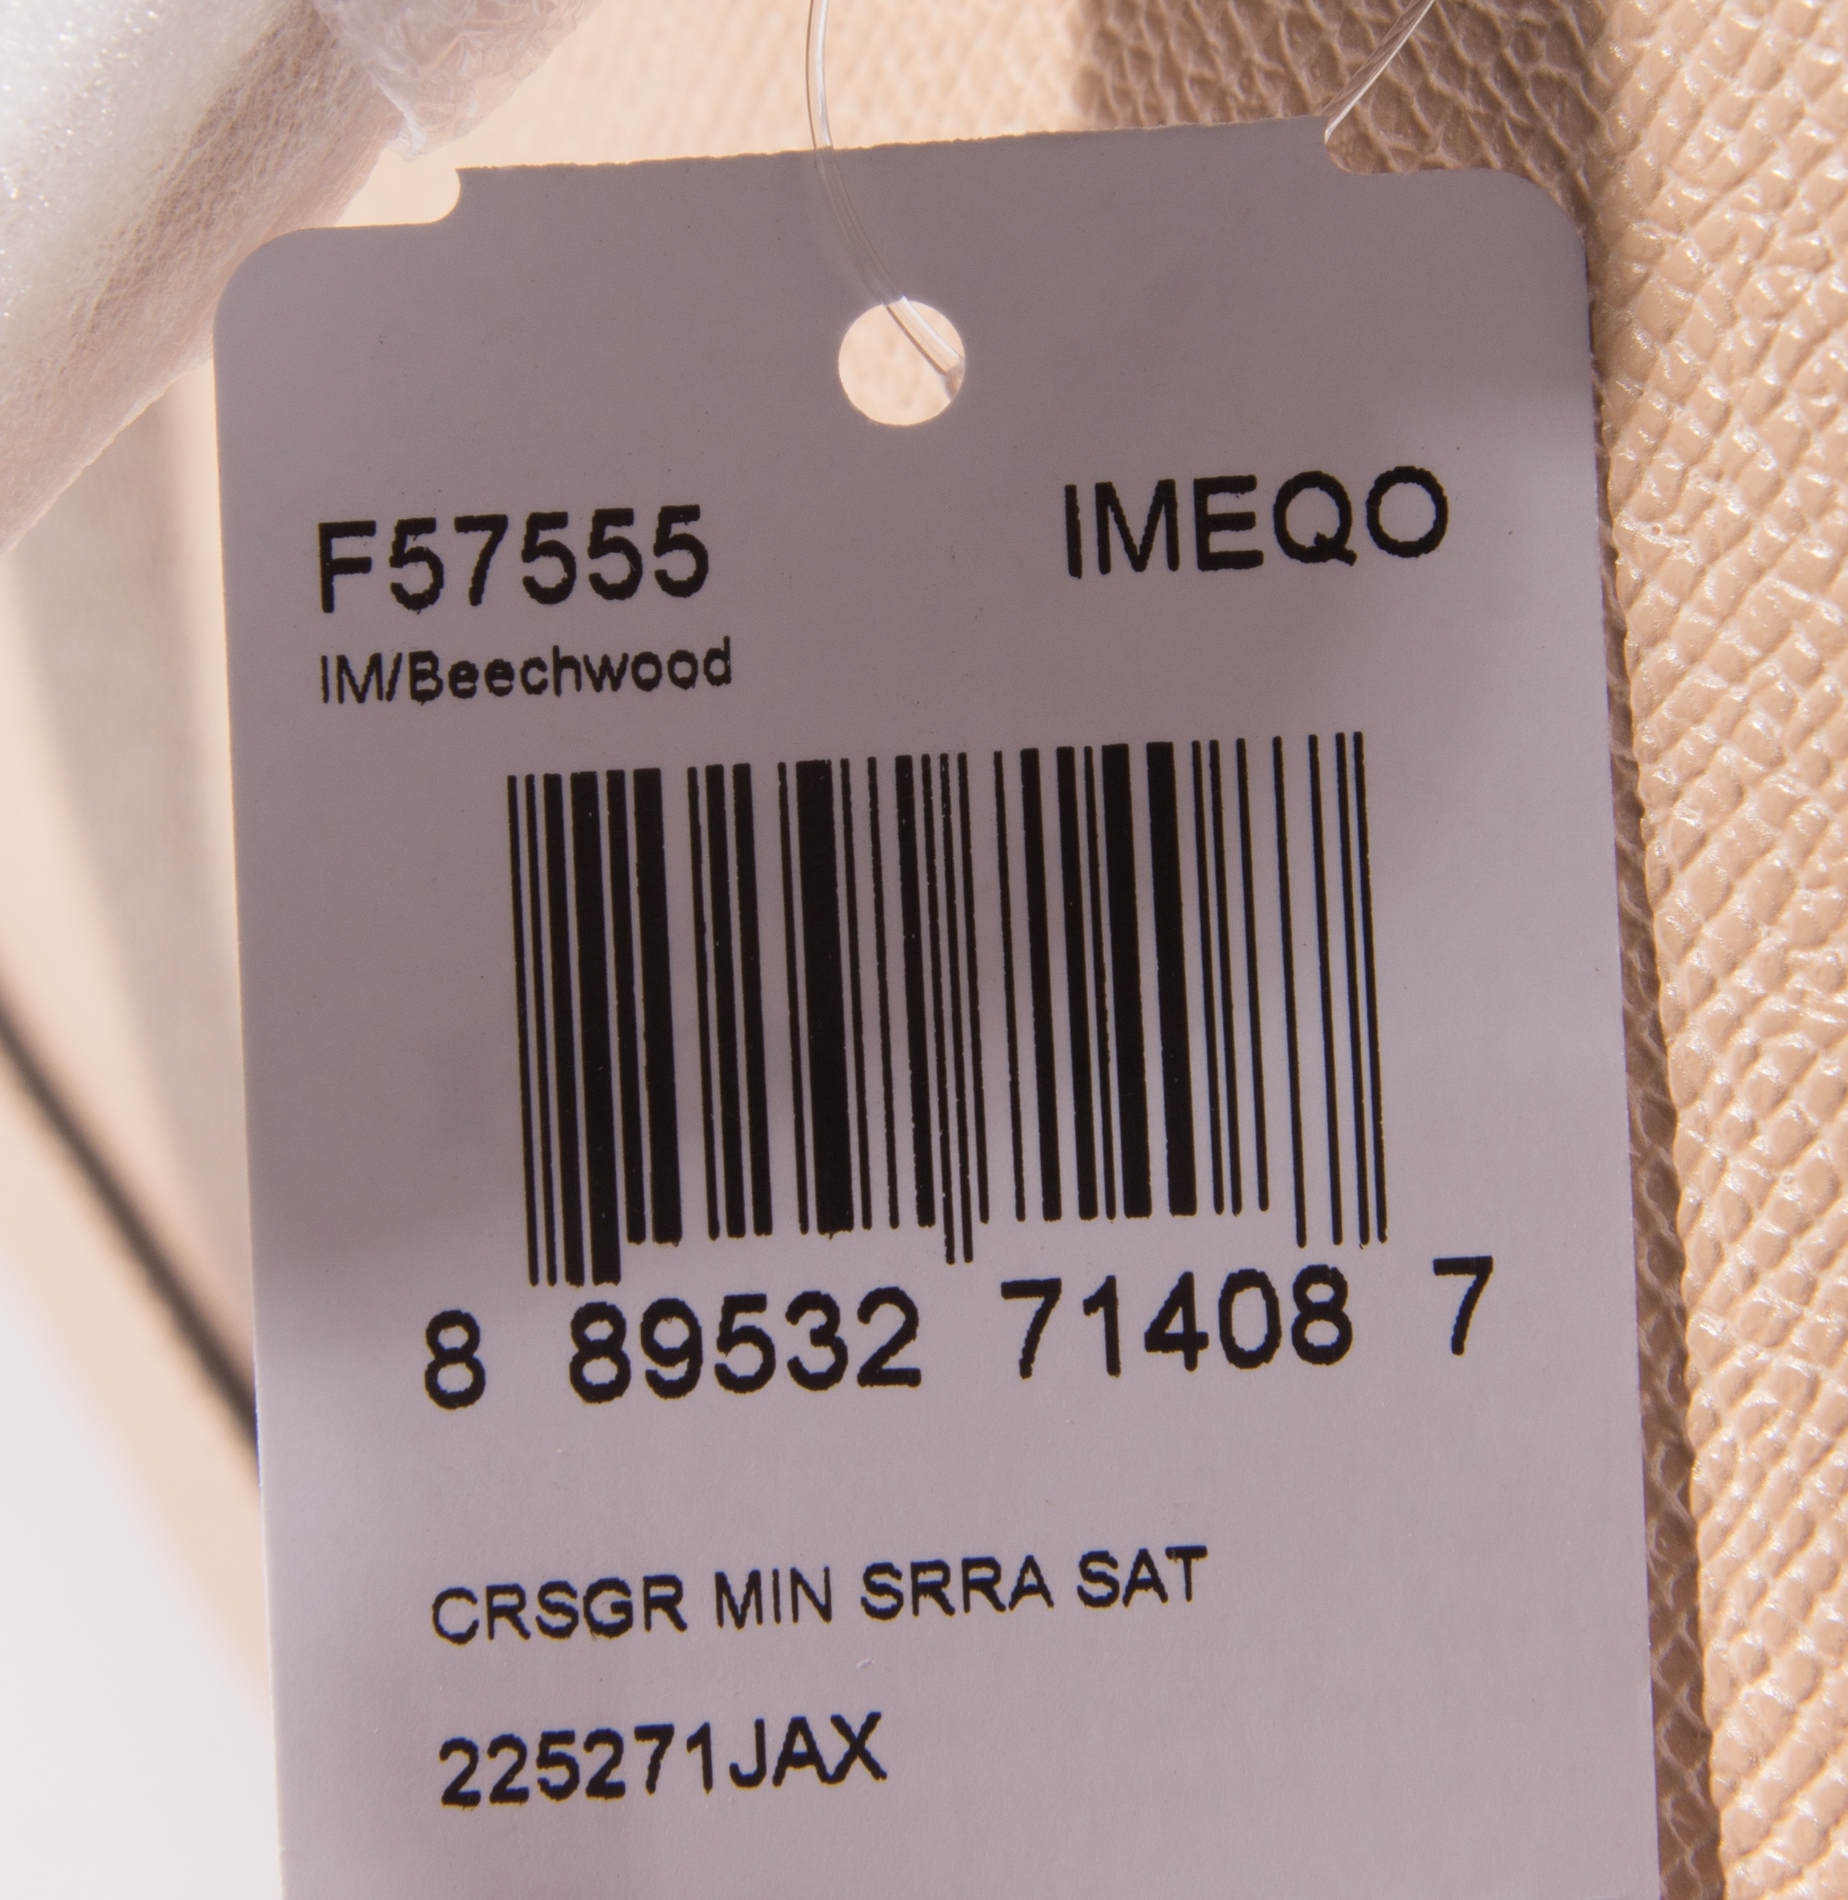 F57555 IMEQO
IM/Beechwood
8 89532 71408 7
CRSGR MIN SRRA SAT
225271JAX